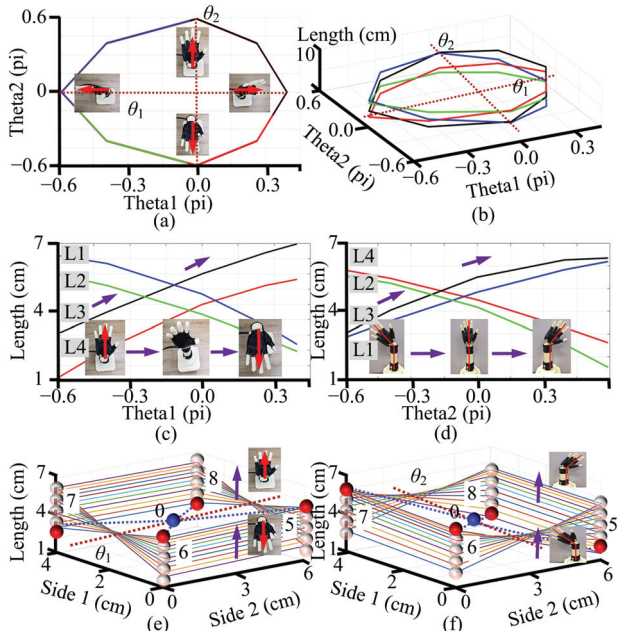 0.6
θ2
Theta2 (pi)
0
θ1
−0.6
−0.6
−0.3
0.0
0.3
Theta1 (pi)
(a)
Length (cm)
θ2
10
0.6
θ1
0.0
Theta2 (pi)
−0.6
−0.6
−0.3
0.0
0.3
Theta1 (pi)
(b)
7
L1
L2
Length (cm)
4
L3
L4
1
−0.6
−0.3
0.0
0.3
Theta1 (pi)
(c)
7
L4
L2
Length (cm)
4
L3
L1
1
−0.6
−0.3
0.0
0.3
0.6
Theta2 (pi)
(d)
7
8
7
Length (cm)
4
0
5
6
1
θ1
4
2
0
Side 1 (cm)
0
3
6
Side 2 (cm)
(e)
7
θ2
8
Length (cm)
4
0
7
5
6
1
4
2
0
Side 1 (cm)
0
3
6
Side 2 (cm)
(f)